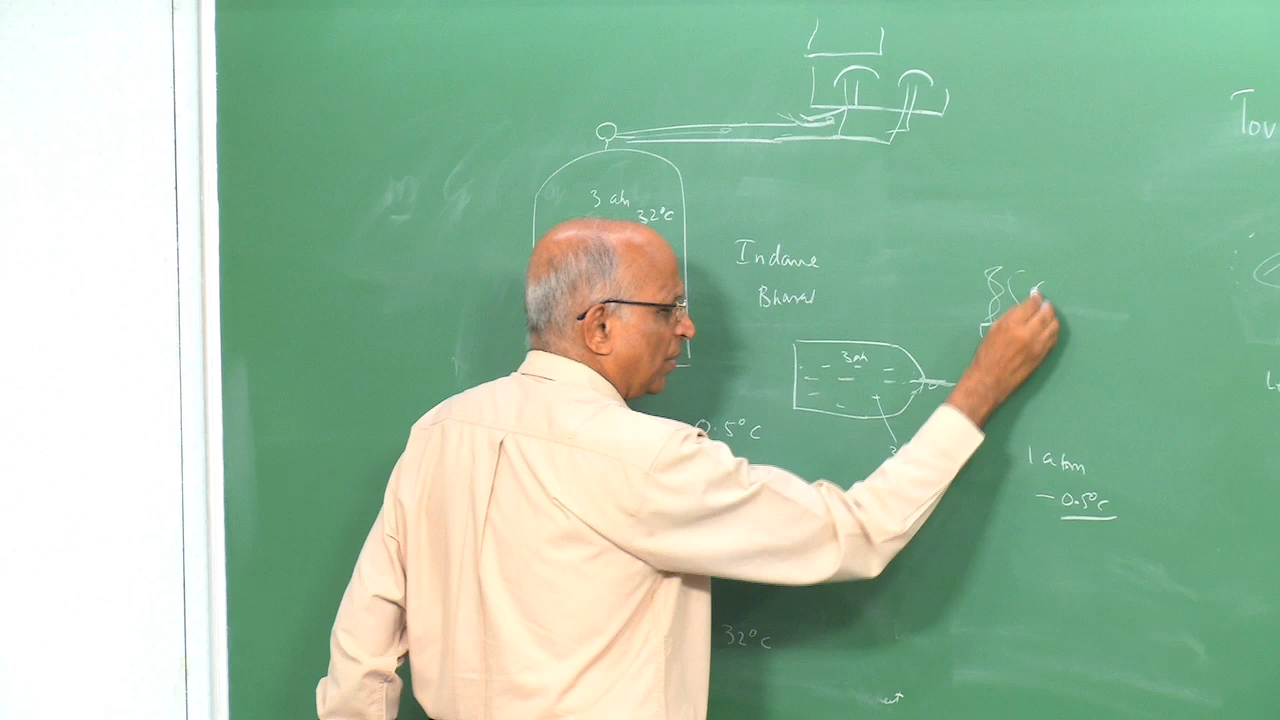 Tov
3 atm
32°C
Indane
Bharat
3 atm
0.5°C
1 atm
- 0.5°C
32°C